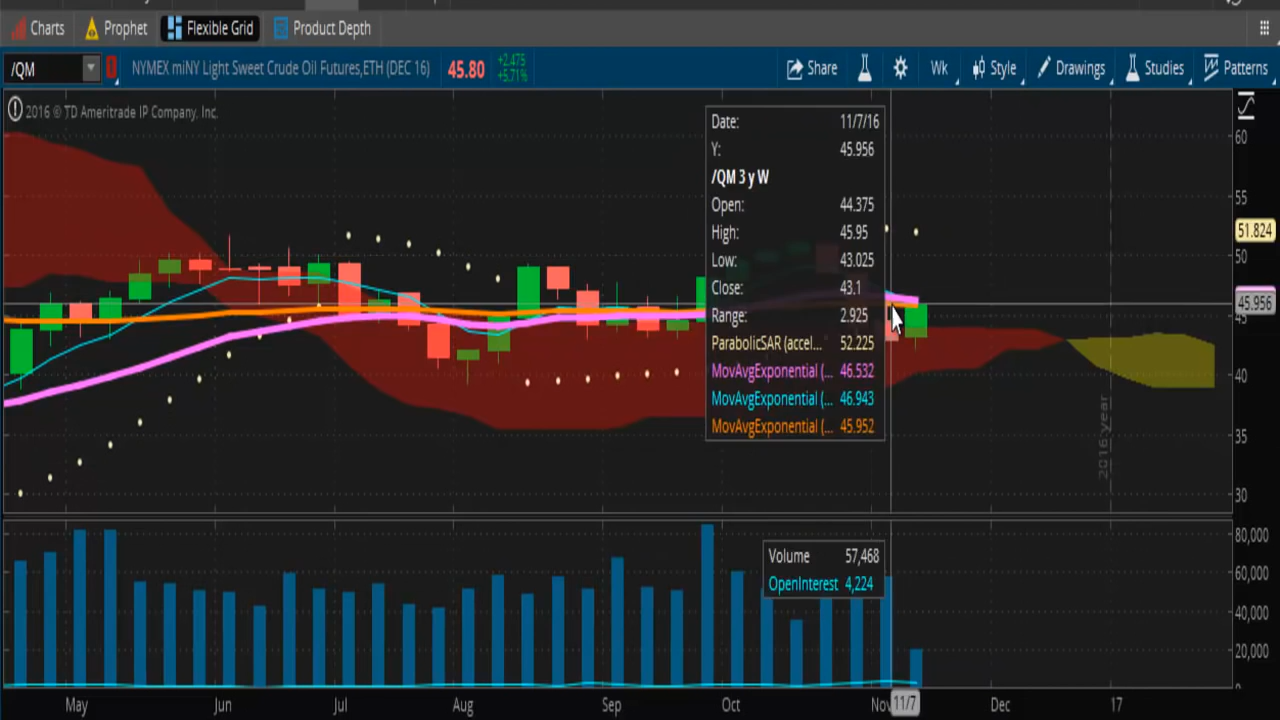 Charts Prophet Flexible Grid Product Depth
/QM NYMEX miNY Light Sweet Crude Oil Futures,ETH (DEC 16) 45.80 +2.475 +5.71% Share Wk Style Drawings Studies Patterns
2016 © TD Ameritrade IP Company, Inc.
Date: 11/7/16
Y: 45.956
/QM 3 y W
Open: 44.375
High: 45.95
Low: 43.025
Close: 43.1
Range: 2.925
ParabolicSAR (accel... 52.225
MovAvgExponential (... 46.532
MovAvgExponential (... 46.943
MovAvgExponential (... 45.952
60
55
51.824
50
45.956
45
40
35
30
2016 year
Volume 57,468
OpenInterest 4,224
80,000
60,000
40,000
20,000
May Jun Jul Aug Sep Oct Nov 11/7 Dec 17